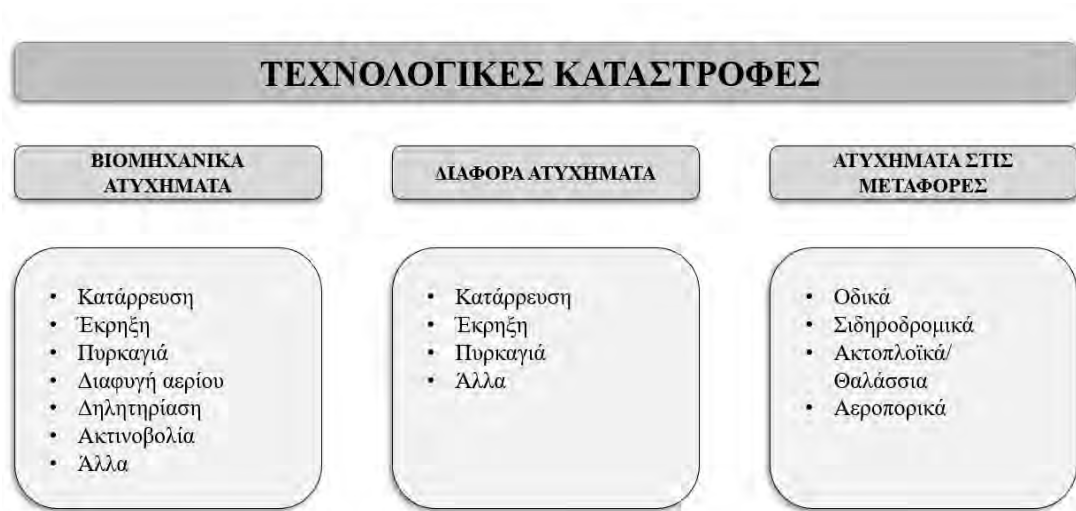 ΤΕΧΝΟΛΟΓΙΚΕΣ ΚΑΤΑΣΤΡΟΦΕΣ
ΒΙΟΜΗΧΑΝΙΚΑ
ΑΤΥΧΗΜΑΤΑ
• Κατάρρευση
• Έκρηξη
• Πυρκαγιά
• Διαφυγή αερίου
• Δηλητηρίαση
• Ακτινοβολία
• Άλλα
ΔΙΑΦΟΡΑ ΑΤΥΧΗΜΑΤΑ
• Κατάρρευση
• Έκρηξη
• Πυρκαγιά
• Άλλα
ΑΤΥΧΗΜΑΤΑ ΣΤΙΣ
ΜΕΤΑΦΟΡΕΣ
• Οδικά
• Σιδηροδρομικά
• Ακτοπλοϊκά/
Θαλάσσια
• Αεροπορικά